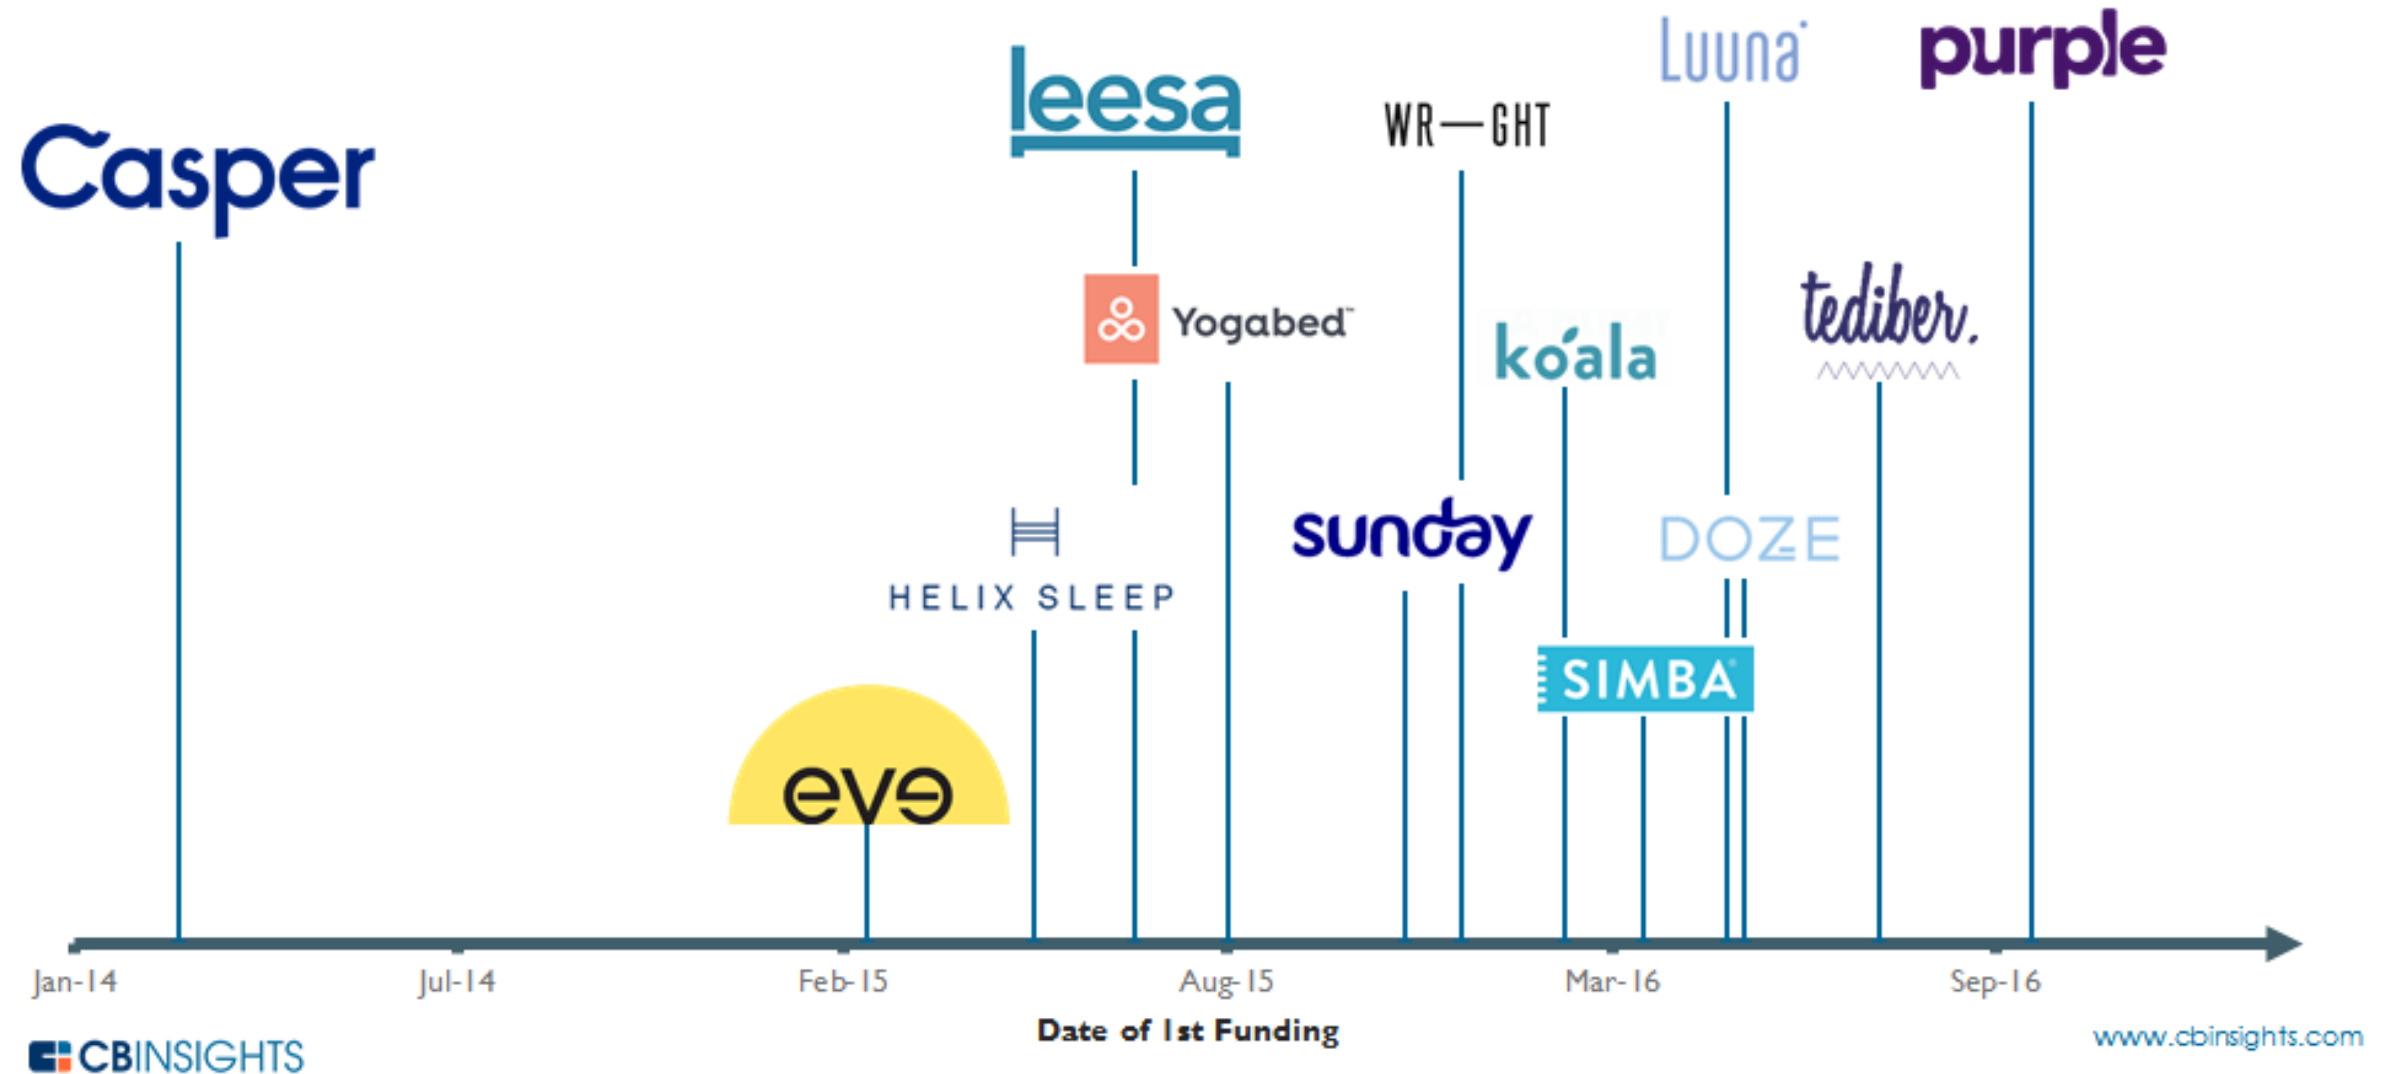 Luuna
purple
leesa
WR—GHT
Casper
Yogabed™
koala
tediber.
sunday
DOZE
HELIX SLEEP
SIMBA
eve
Jan-14
Jul-14
Feb-15
Aug-15
Mar-16
Sep-16
Date of 1st Funding
CBINSIGHTS
www.cbinsights.com